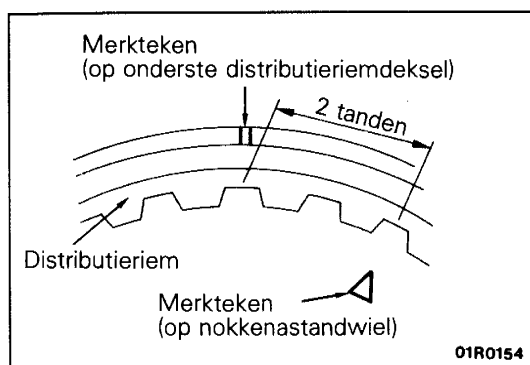 Merkteken
(op onderste distributieriemdeksel)
2 tanden
Distributieriem
Merkteken
(op nokkenastandwiel)
01R0154